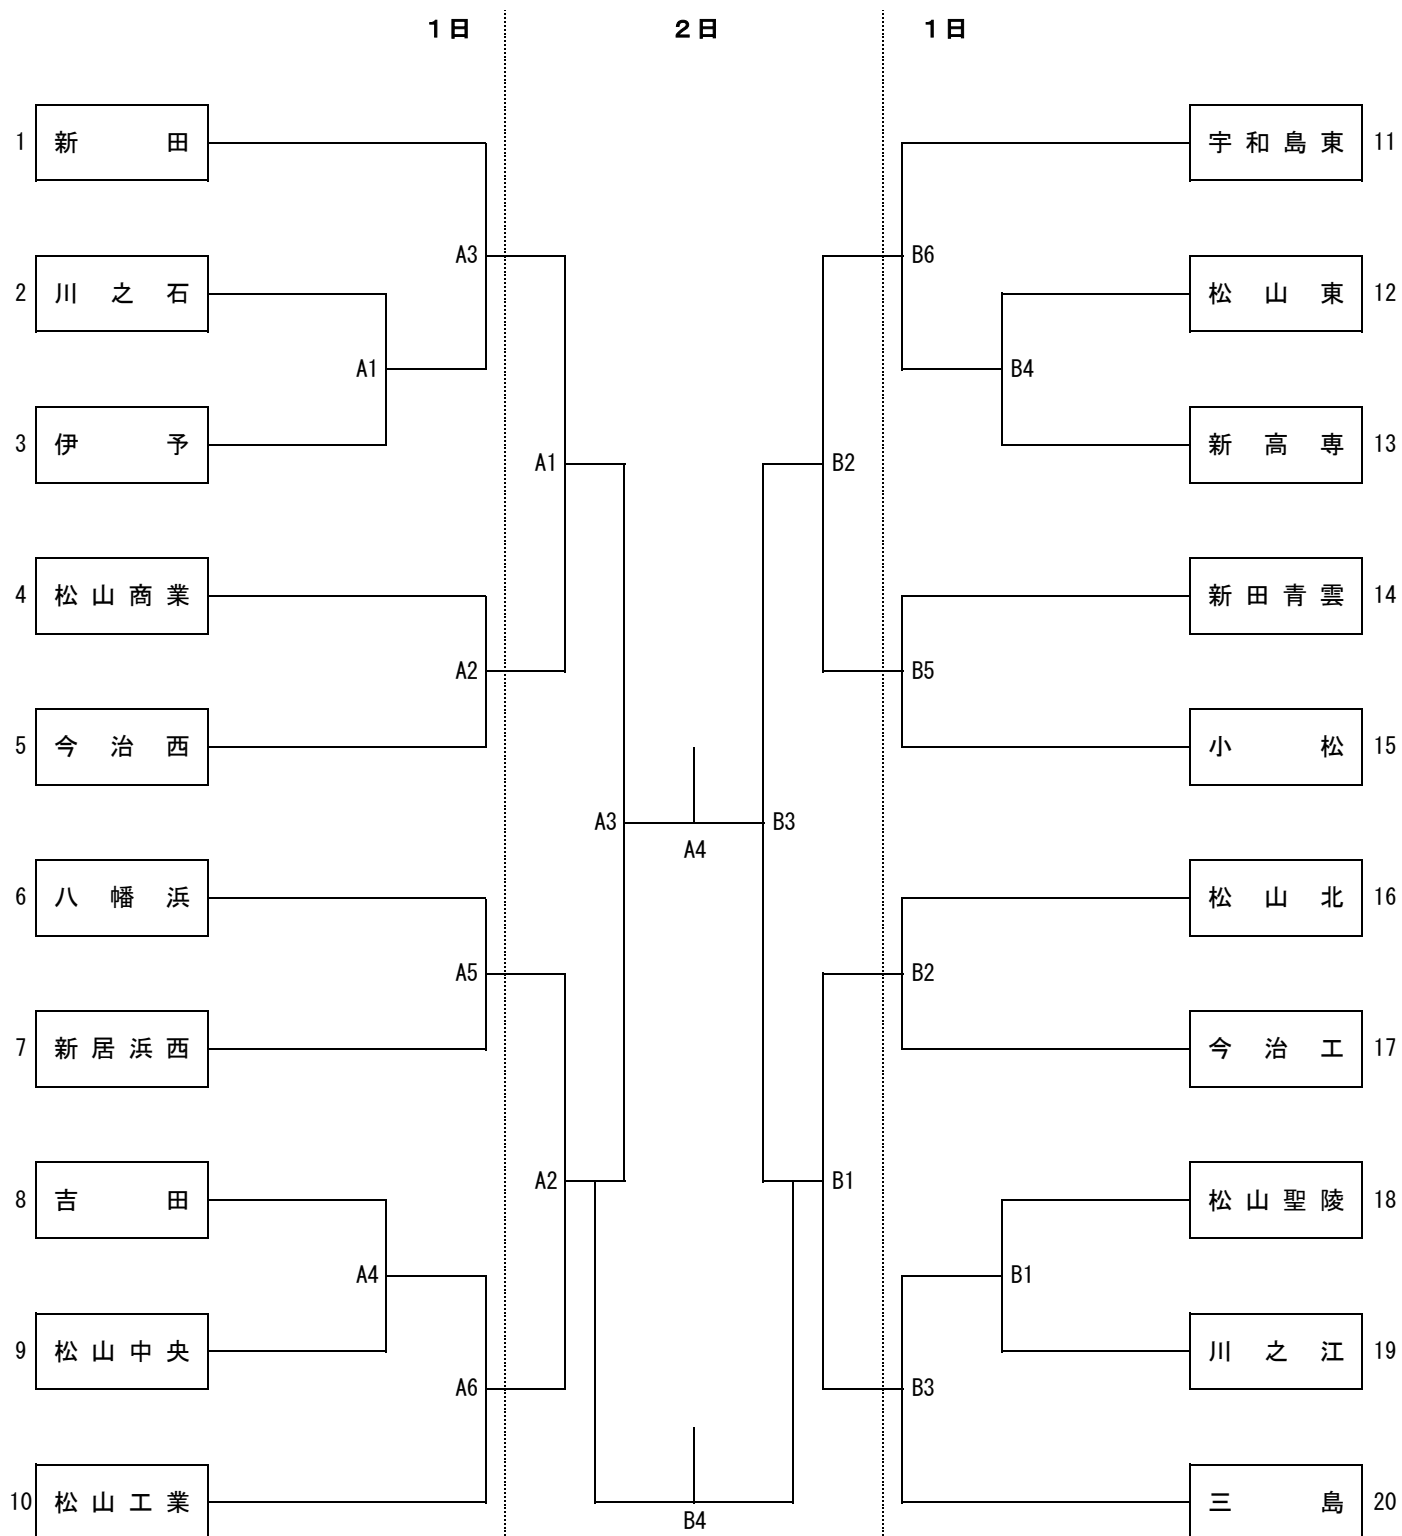 １日 ２日 １日
1 新田 宇和島東 11
A3 B6
2 川之石 松山東 12
A1 B4
3 伊予 新高専 13
A1 B2
4 松山商業 新田青雲 14
A2 B5
5 今治西 小松 15
A3 B3
A4
6 八幡浜 松山北 16
A5 B2
7 新居浜西 今治工 17
A2 B1
8 吉田 松山聖陵 18
A4 B1
9 松山中央 川之江 19
A6 B3
10 松山工業 三島 20
B4